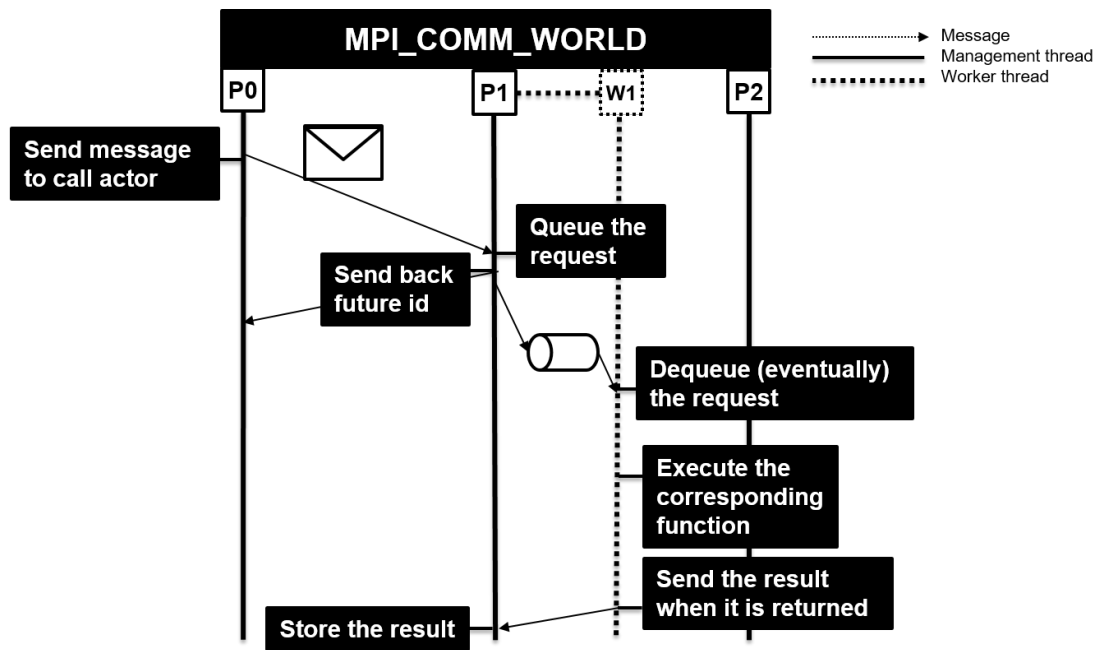 MPI_COMM_WORLD
Message
Management thread
Worker thread
P0
P1
W1
P2
Send message
to call actor
Queue the
request
Send back
future id
Dequeue (eventually)
the request
Execute the
corresponding
function
Send the result
when it is returned
Store the result